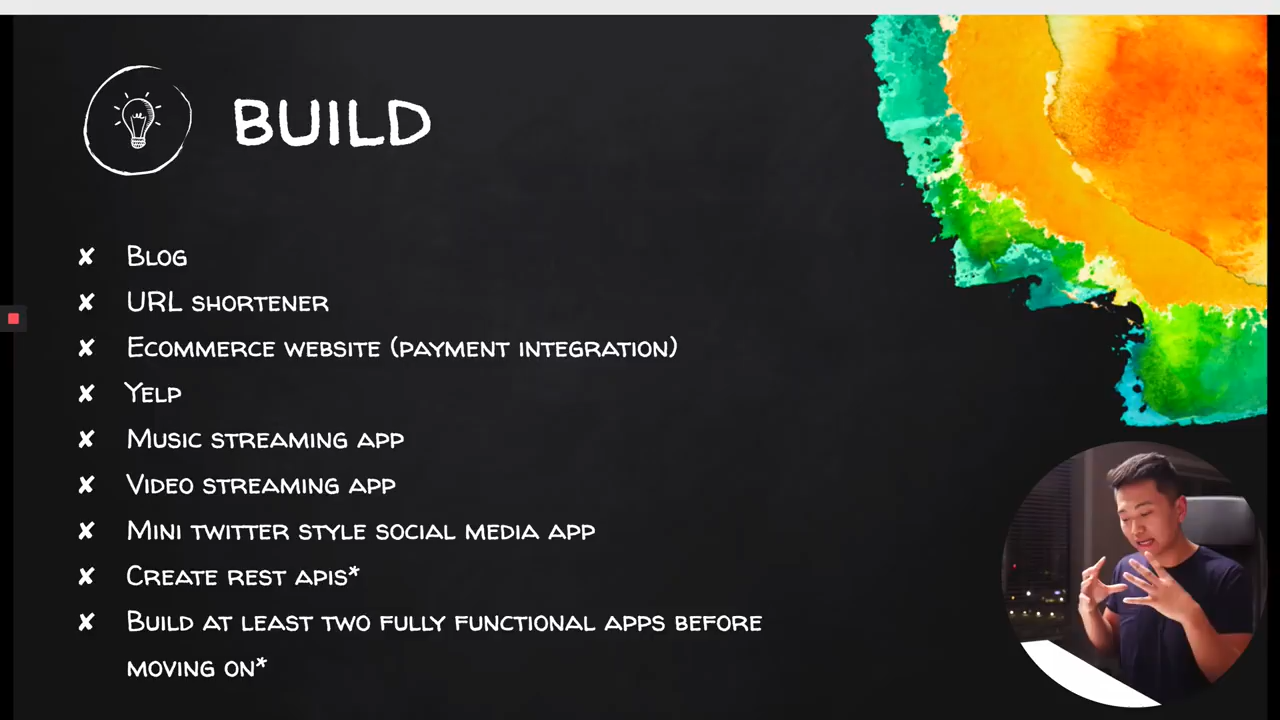 BUILD
✘ Blog
✘ URL shortener
✘ Ecommerce website (payment integration)
✘ Yelp
✘ Music streaming app
✘ Video streaming app
✘ Mini twitter style social media app
✘ Create rest apis*
✘ Build at least two fully functional apps before
moving on*